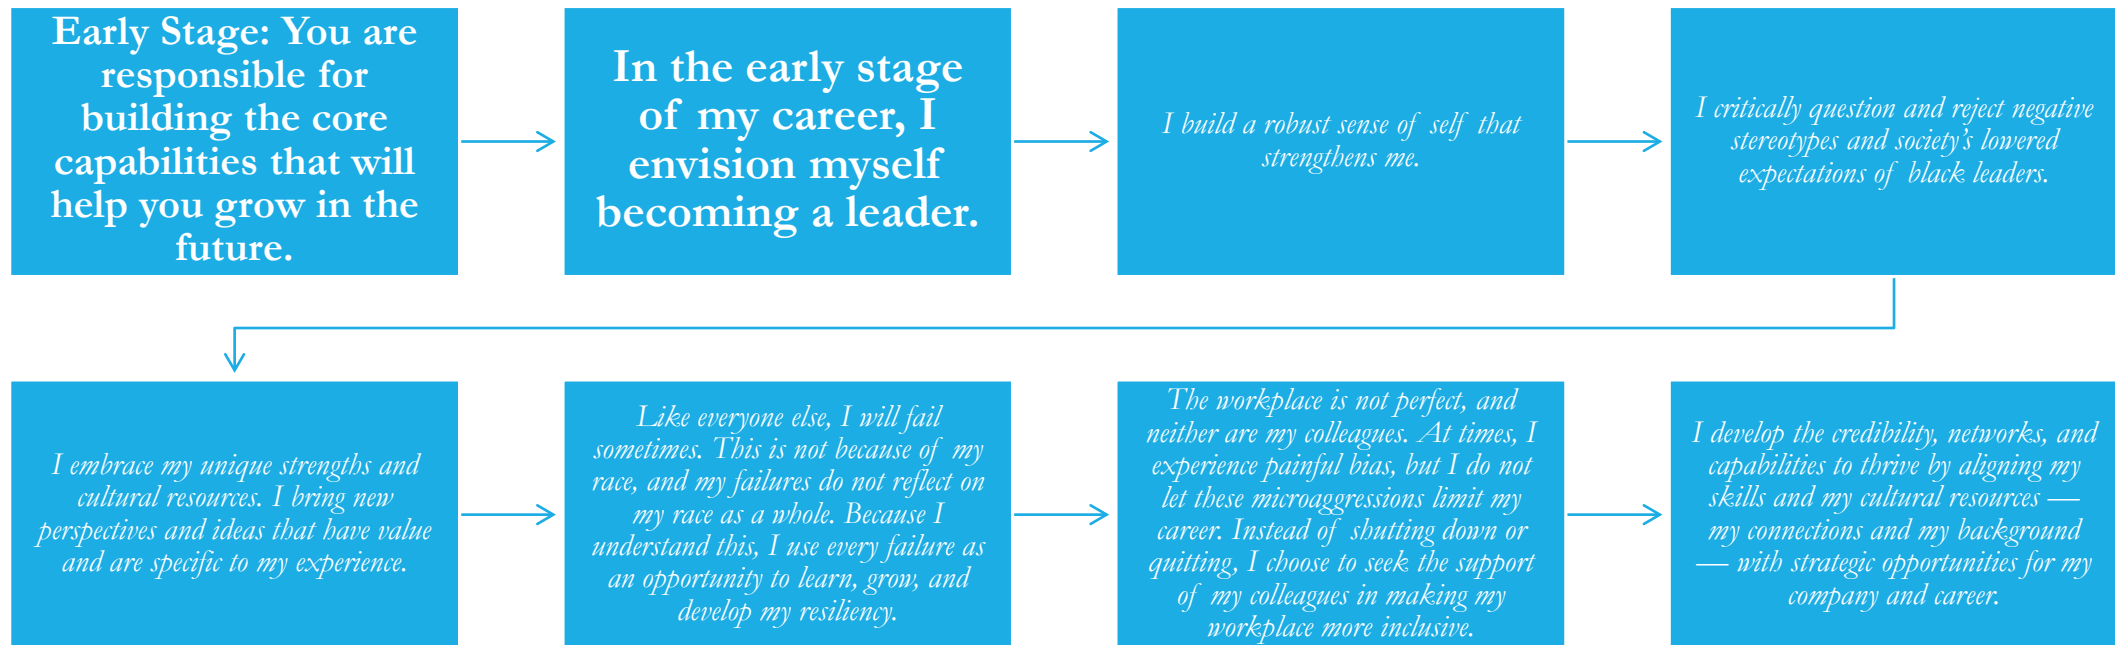 Early Stage: You are
responsible for
building the core
capabilities that will
help you grow in the
future.
In the early stage
of my career, I
envision myself
becoming a leader.
I build a robust sense of self that
strengthens me.
I critically question and reject negative
stereotypes and society’s lowered
expectations of black leaders.
I embrace my unique strengths and
cultural resources. I bring new
perspectives and ideas that have value
and are specific to my experience.
Like everyone else, I will fail
sometimes. This is not because of my
race, and my failures do not reflect on
my race as a whole. Because I
understand this, I use every failure as
an opportunity to learn, grow, and
develop my resiliency.
The workplace is not perfect, and
neither are my colleagues. At times, I
experience painful bias, but I do not
let these microaggressions limit my
career. Instead of shutting down or
quitting, I choose to seek the support
of my colleagues in making my
workplace more inclusive.
I develop the credibility, networks, and
capabilities to thrive by aligning my
skills and my cultural resources —
my connections and my background
— with strategic opportunities for my
company and career.